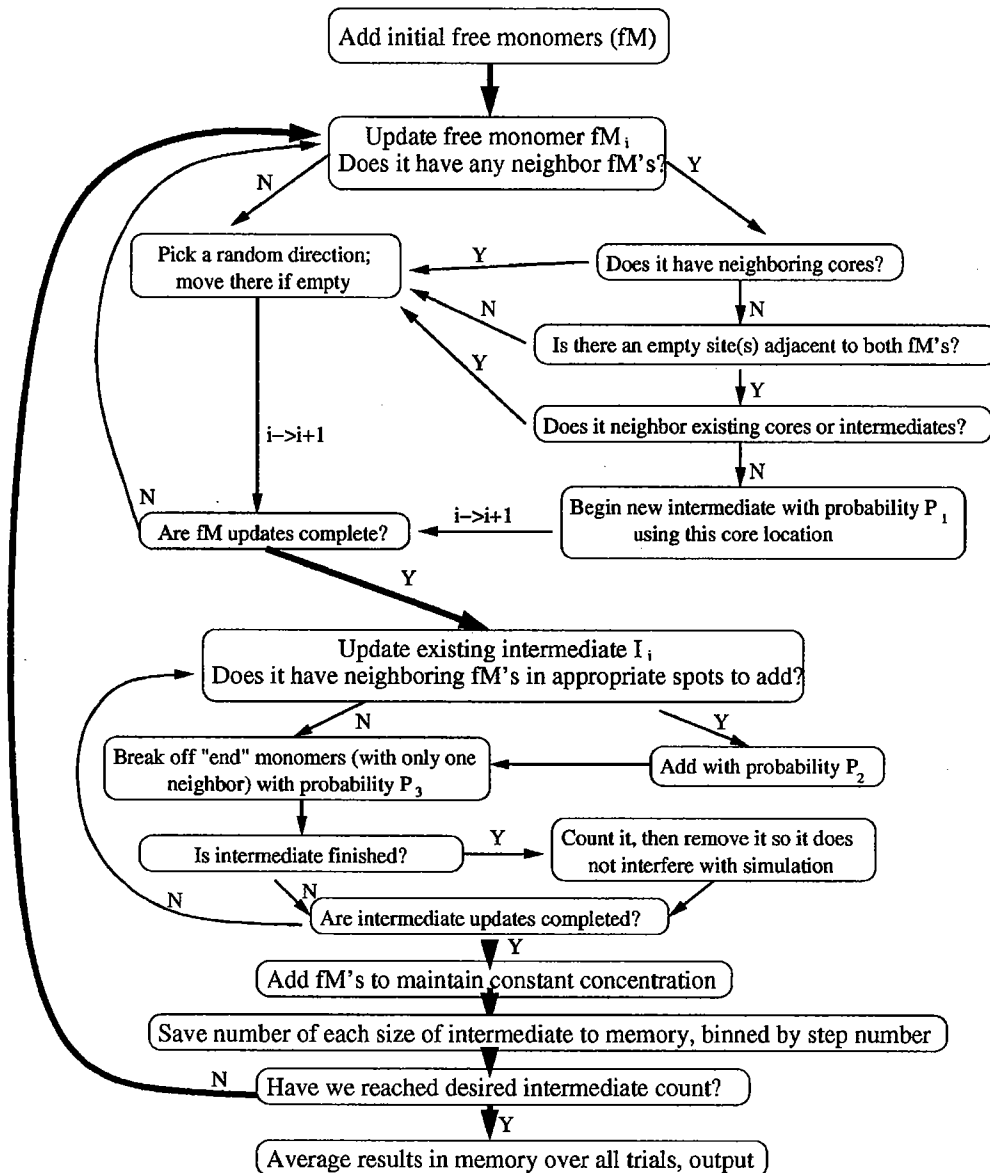 Add initial free monomers (fM)
Update free monomer fM i
Does it have any neighbor fM's?
N
Y
Pick a random direction;
move there if empty
Y
Does it have neighboring cores?
N
N
Is there an empty site(s) adjacent to both fM's?
Y
Y
Does it neighbor existing cores or intermediates?
i->i+1
N
N
Are fM updates complete?
i->i+1
Begin new intermediate with probability P 1
using this core location
Y
Update existing intermediate I i
Does it have neighboring fM's in appropriate spots to add?
N
Y
Break off "end" monomers (with only one
neighbor) with probability P3
Add with probability P2
Is intermediate finished?
Y
Count it, then remove it so it does
not interfere with simulation
N
N
Are intermediate updates completed?
Y
Add fM's to maintain constant concentration
Save number of each size of intermediate to memory, binned by step number
N
Have we reached desired intermediate count?
Y
Average results in memory over all trials, output